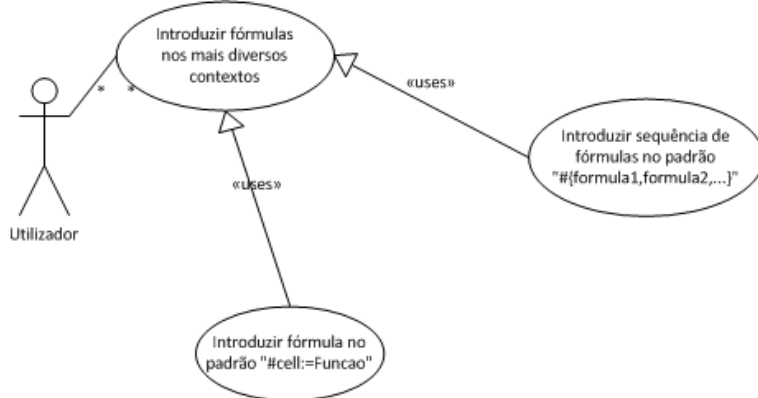 Introduzir fórmulas
nos mais diversos
contextos
* *
«uses»
Introduzir sequência de
fórmulas no padrão
"#{formula1,formula2,...}"
«uses»
Utilizador
Introduzir fórmula no
padrão "#cell:=Funcao"